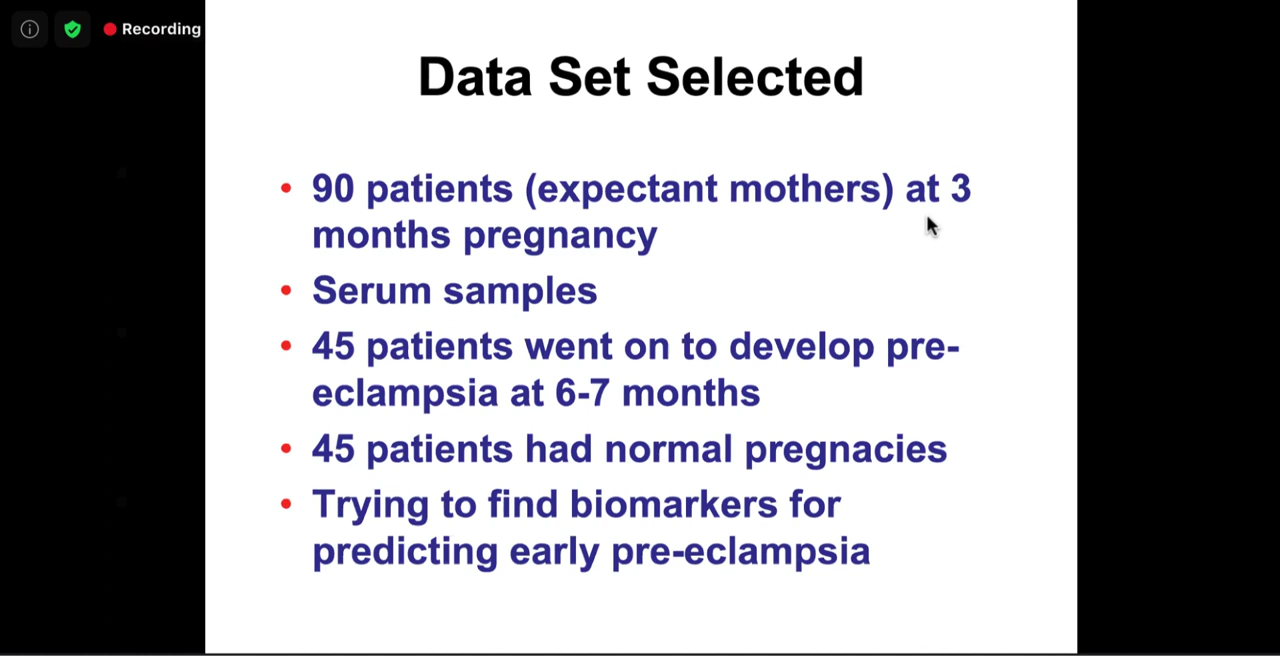 Recording
Data Set Selected
• 90 patients (expectant mothers) at 3
months pregnancy
• Serum samples
• 45 patients went on to develop pre-
eclampsia at 6-7 months
• 45 patients had normal pregnacies
• Trying to find biomarkers for
predicting early pre-eclampsia